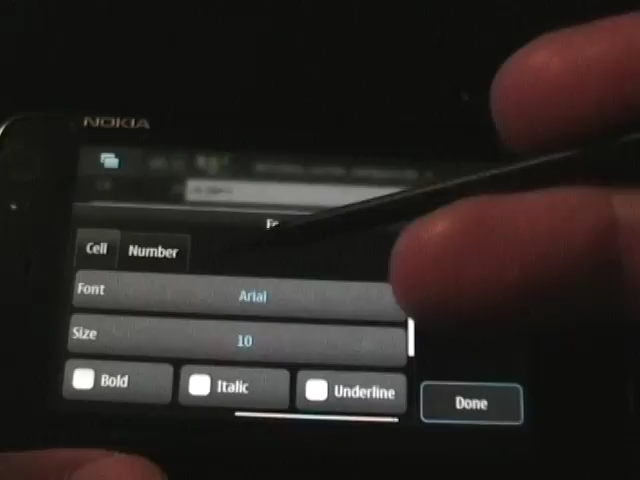 NOKIA
Cell Number
Font Arial
Size 10
Bold Italic Underline
Done